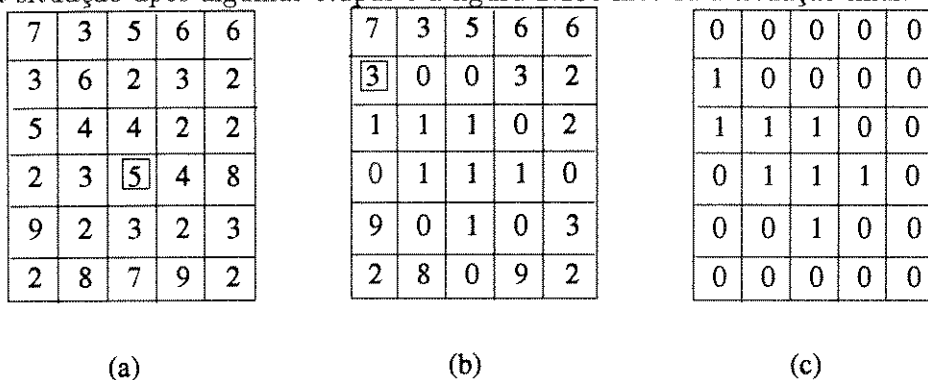 7 3 5 6 6
3 6 2 3 2
5 4 4 2 2
2 3 5 4 8
9 2 3 2 3
2 8 7 9 2
(a)
7 3 5 6 6
3 0 0 3 2
1 1 1 0 2
0 1 1 1 0
9 0 1 0 3
2 8 0 9 2
(b)
0 0 0 0 0
1 0 0 0 0
1 1 1 0 0
0 1 1 1 0
0 0 1 0 0
0 0 0 0 0
(c)